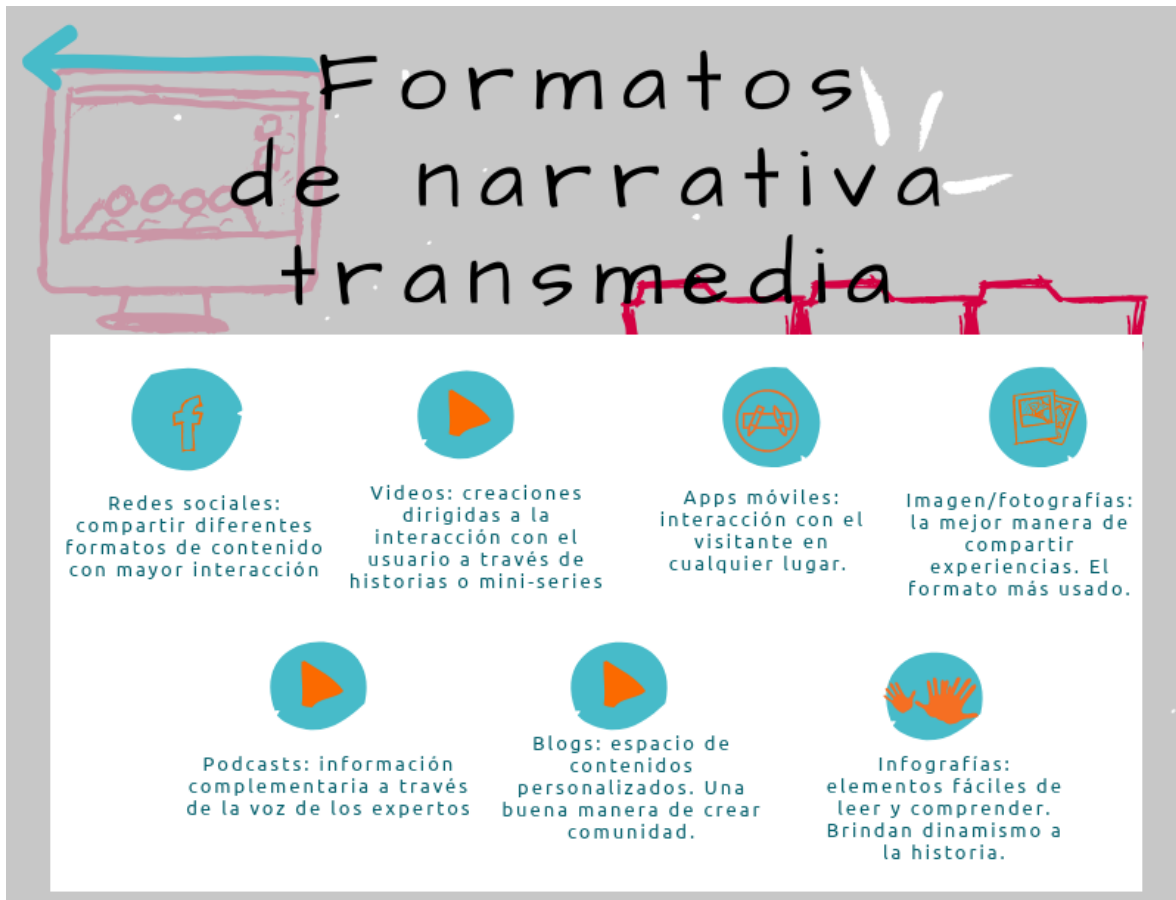 Formatos
de narrativa
transmedia
Redes sociales:
compartir diferentes
formatos de contenido
con mayor interacción
Videos: creaciones
dirigidas a la
interacción con el
usuario a través de
historias o mini-series
Apps móviles:
interacción con el
visitante en
cualquier lugar.
Imagen/fotografías:
la mejor manera de
compartir
experiencias. El
formato más usado.
Podcasts: información
complementaria a través
de la voz de los expertos
Blogs: espacio de
contenidos
personalizados. Una
buena manera de crear
comunidad.
Infografías:
elementos fáciles de
leer y comprender.
Brindan dinamismo a
la historia.